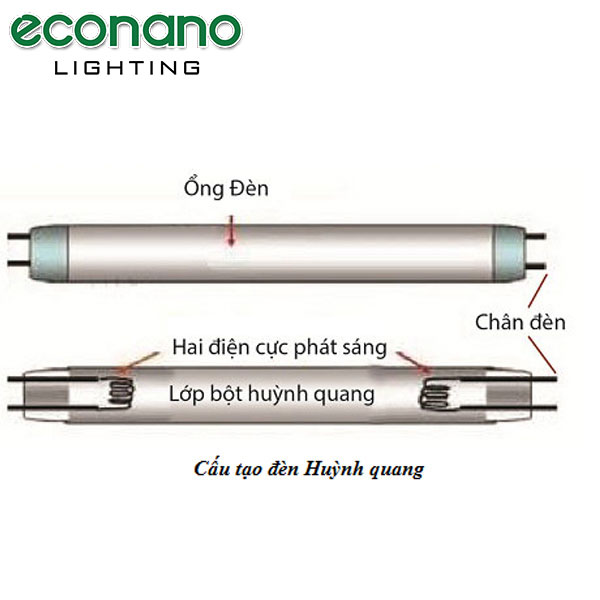 econano
LIGHTING
Ổng Đèn
Chân đèn
Hai điện cực phát sáng
Lớp bột huỳnh quang
Cấu tạo đèn Huỳnh quang